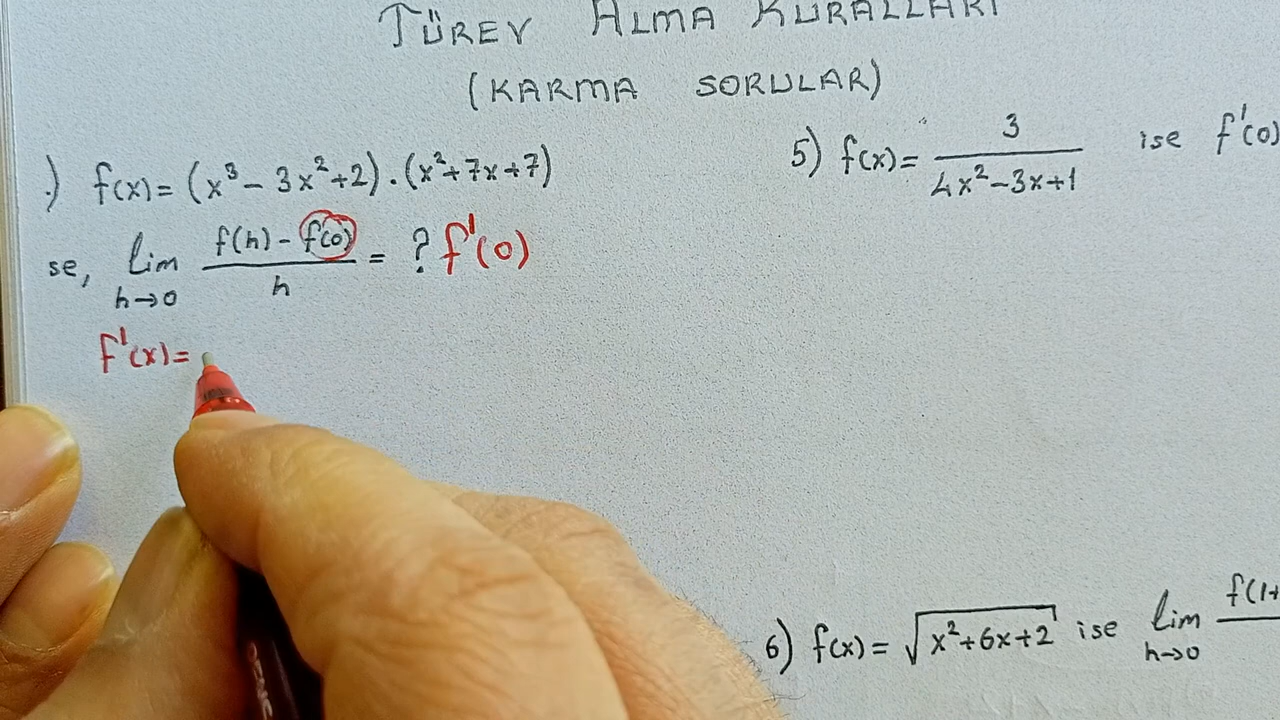 TÜREV ALMA KURALLARI
(KARMA SORULAR)
.) f(x)= (x³ - 3x²+2).(x²+7x+7)
se, lim h→0 f(h) - f(0) / h = ? f'(0)
f'(x)=
5) f(x)= 3 / 4x²-3x+1 ise f'(0)
6) f(x)= √x²+6x+2 ise lim h→0 f(1+